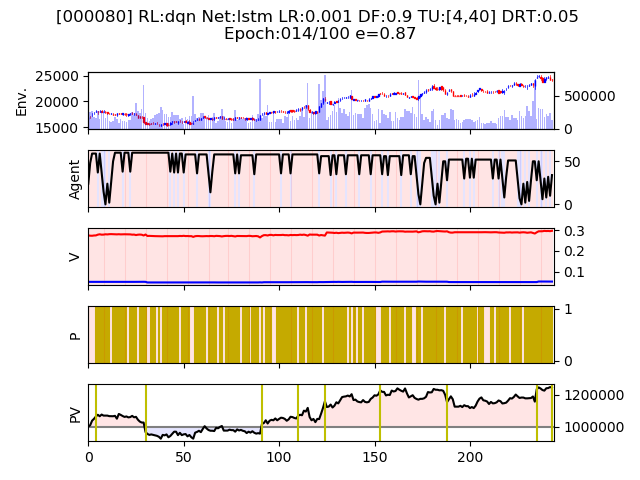 [000080] RL:dqn Net:lstm LR:0.001 DF:0.9 TU:[4,40] DRT:0.05
Epoch:014/100 e=0.87
Env.
25000
20000
15000
500000
0
Agent
50
0
V
0.3
0.2
0.1
P
1
0
PV
1200000
1000000
0 50 100 150 200